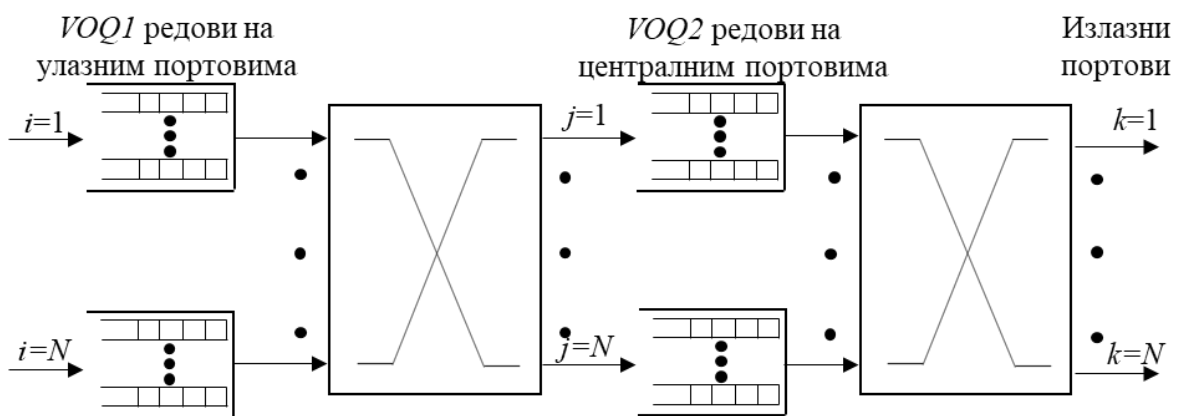 VOQ1 редови на
улазним портовима
VOQ2 редови на
централним портовима
Излазни
портови
i=1
j=1
k=1
i=N
j=N
k=N